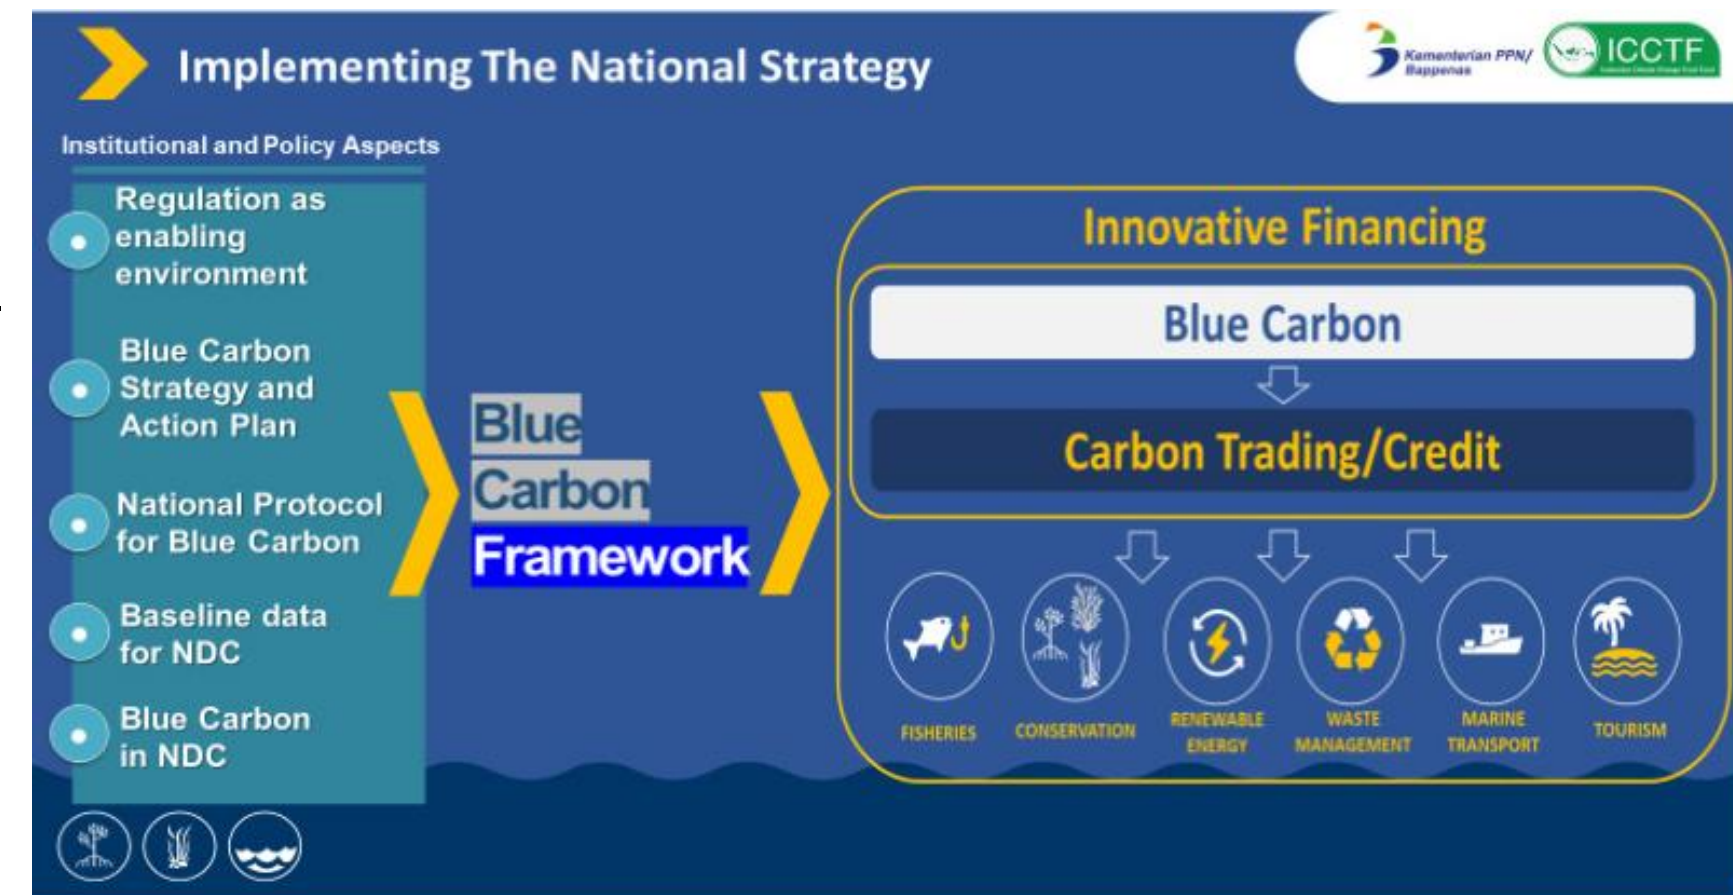 Implementing The National Strategy
Kementerian PPN/
Bappenas
ICCTF
Institutional and Policy Aspects
Regulation as
enabling
environment
Blue Carbon
Strategy and
Action Plan
National Protocol
for Blue Carbon
Baseline data
for NDC
Blue Carbon
in NDC
Blue
Carbon
Framework
Innovative Financing
Blue Carbon
Carbon Trading/Credit
FISHERIES
CONSERVATION
RENEWABLE
ENERGY
WASTE
MANAGEMENT
MARINE
TRANSPORT
TOURISM